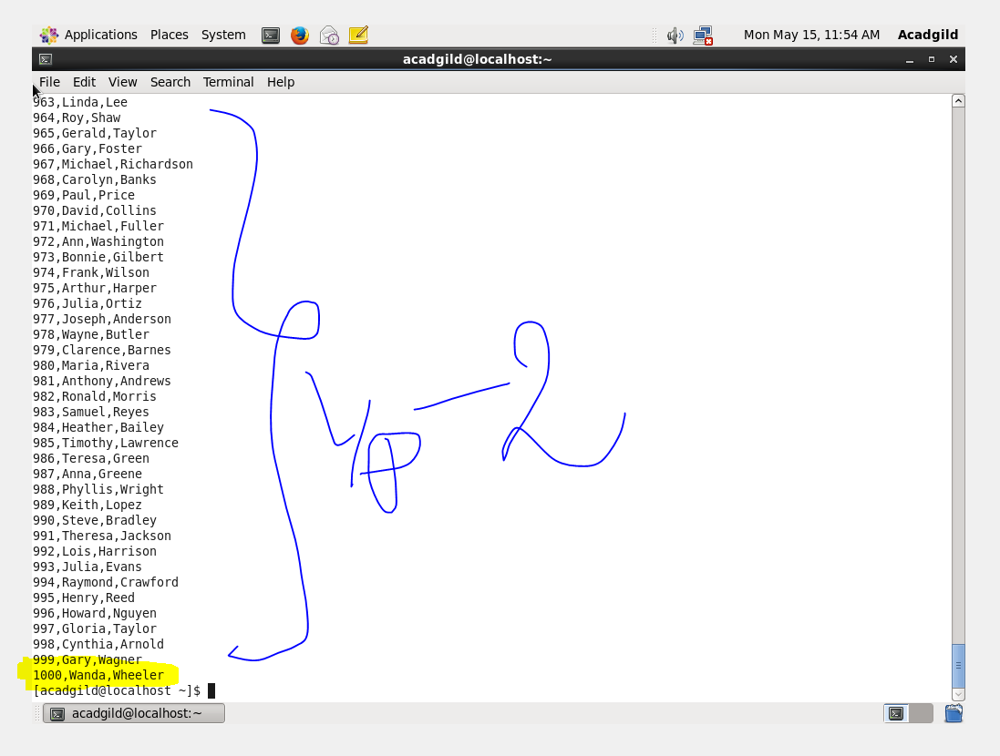 Applications Places System Mon May 15, 11:54 AM Acadgild
acadgild@localhost:~
File Edit View Search Terminal Help
963,Linda,Lee
964,Roy,Shaw
965,Gerald,Taylor
966,Gary,Foster
967,Michael,Richardson
968,Carolyn,Banks
969,Paul,Price
970,David,Collins
971,Michael,Fuller
972,Ann,Washington
973,Bonnie,Gilbert
974,Frank,Wilson
975,Arthur,Harper
976,Julia,Ortiz
977,Joseph,Anderson
978,Wayne,Butler
979,Clarence,Barnes
980,Maria,Rivera
981,Anthony,Andrews
982,Ronald,Morris
983,Samuel,Reyes
984,Heather,Bailey
985,Timothy,Lawrence
986,Teresa,Green
987,Anna,Greene
988,Phyllis,Wright
989,Keith,Lopez
990,Steve,Bradley
991,Theresa,Jackson
992,Lois,Harrison
993,Julia,Evans
994,Raymond,Crawford
995,Henry,Reed
996,Howard,Nguyen
997,Gloria,Taylor
998,Cynthia,Arnold
999,Gary,Wagner
1000,Wanda,Wheeler
[acadgild@localhost ~]$
acadgild@localhost:~